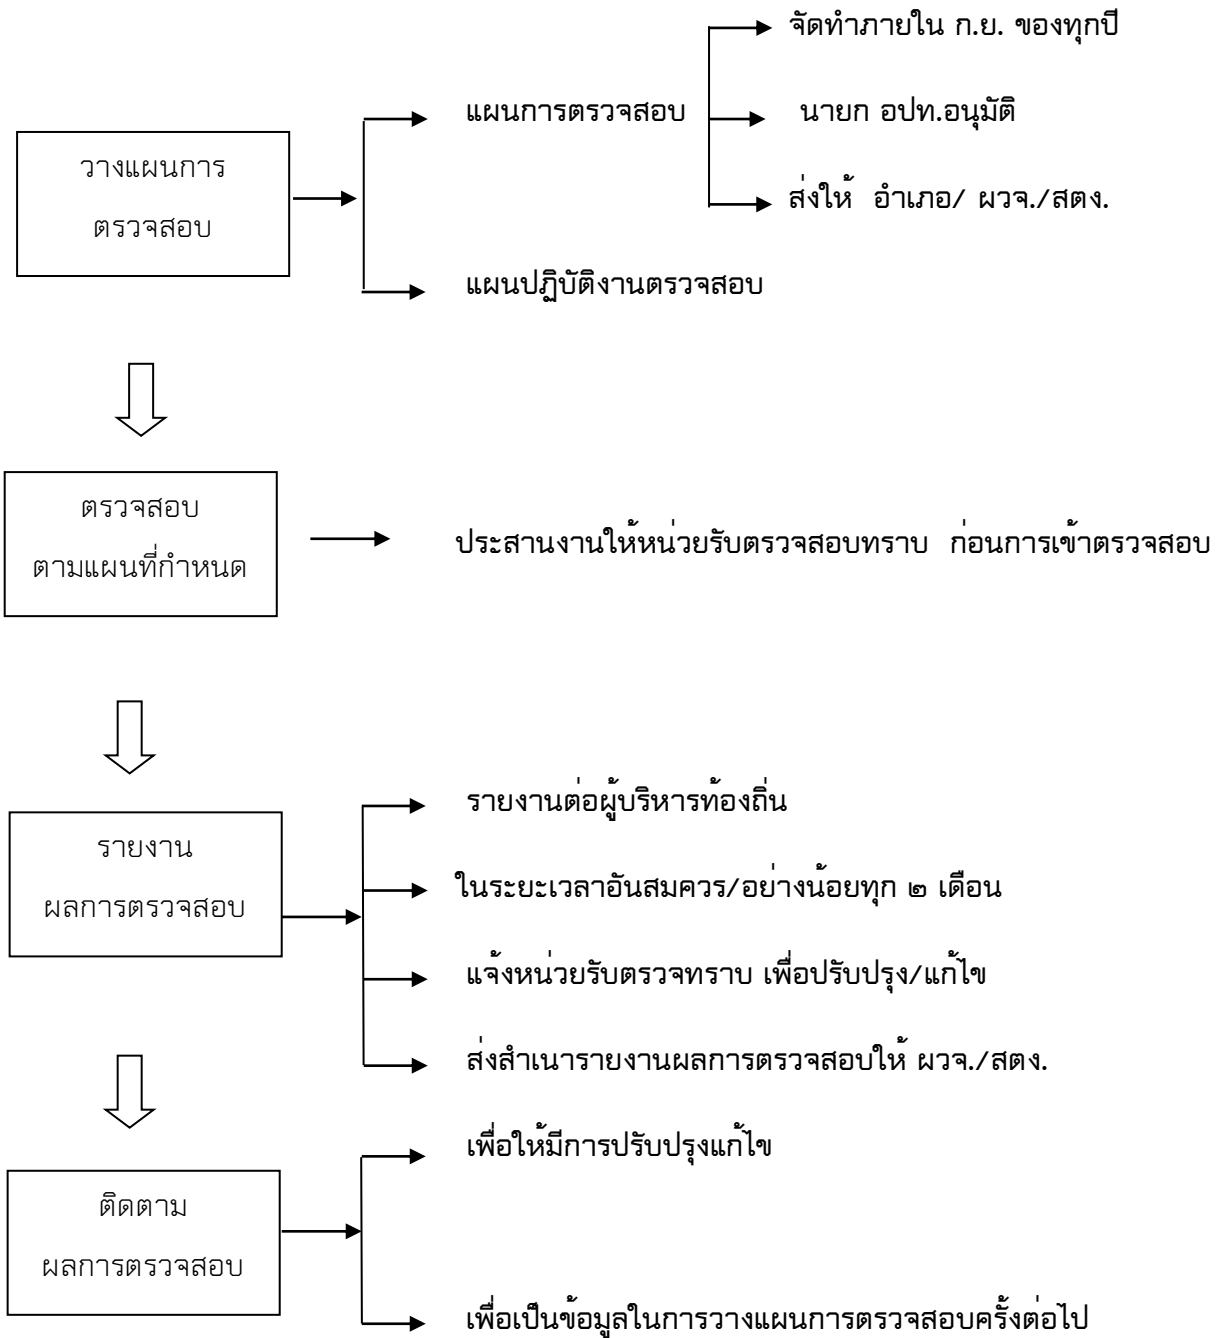 จัดทำภายใน ก.ย. ของทุกปี
แผนการตรวจสอบ
นายก อปท.อนุมัติ
วางแผนการ
ตรวจสอบ
ส่งให้ อำเภอ/ ผวจ./สตง.
แผนปฏิบัติงานตรวจสอบ
ตรวจสอบ
ตามแผนที่กำหนด
ประสานงานให้หน่วยรับตรวจสอบทราบ ก่อนการเข้าตรวจสอบ
รายงาน
ผลการตรวจสอบ
รายงานต่อผู้บริหารท้องถิ่น
ในระยะเวลาอันสมควร/อย่างน้อยทุก ๒ เดือน
แจ้งหน่วยรับตรวจทราบ เพื่อปรับปรุง/แก้ไข
ส่งสำเนารายงานผลการตรวจสอบให้ ผวจ./สตง.
ติดตาม
ผลการตรวจสอบ
เพื่อให้มีการปรับปรุงแก้ไข
เพื่อเป็นข้อมูลในการวางแผนการตรวจสอบครั้งต่อไป